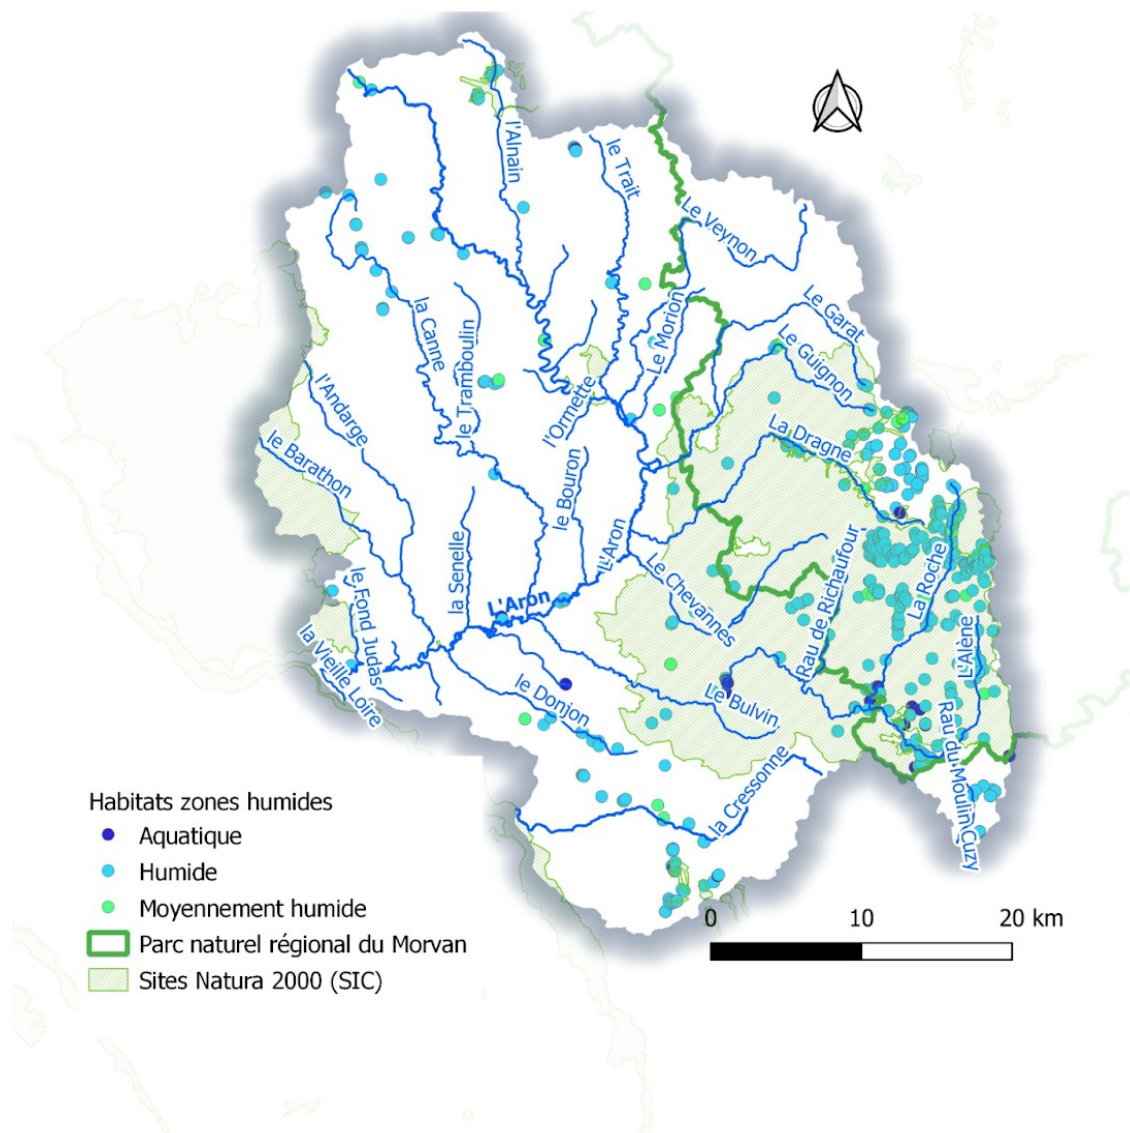 l'Alnain
le Trait
Le Veynon
Le Garat
Le Morion
Le Guignon
la Canne
le Tramboulin
l'Andarge
l'Ormette
La Dragne
le Barathon
le Bouron
la Senelle
L'Aron
Le Chevannes
Rau de Richaufour
La Roche
L'Aron
le Fond Judas
la Vieille Loire
L'Alène
le Donjon
Le Bulvin
Rau du Moulin Cuzy
la Cressonne
Habitats zones humides
Aquatique
Humide
Moyennement humide
Parc naturel régional du Morvan
Sites Natura 2000 (SIC)
0 10 20 km